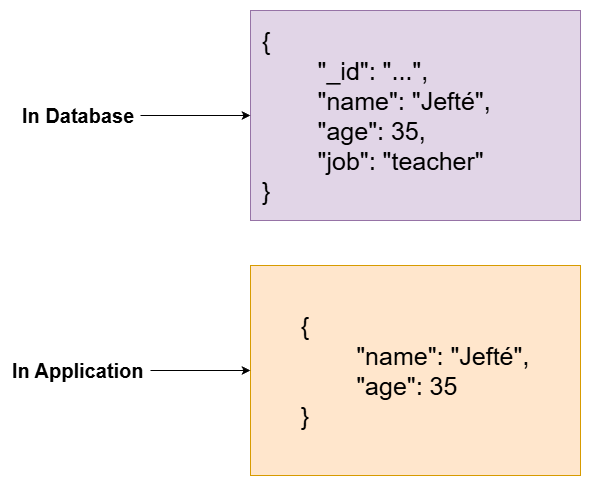 In Database
{
"_id": "...",
"name": "Jefté",
"age": 35,
"job": "teacher"
}
In Application
{
"name": "Jefté",
"age": 35
}